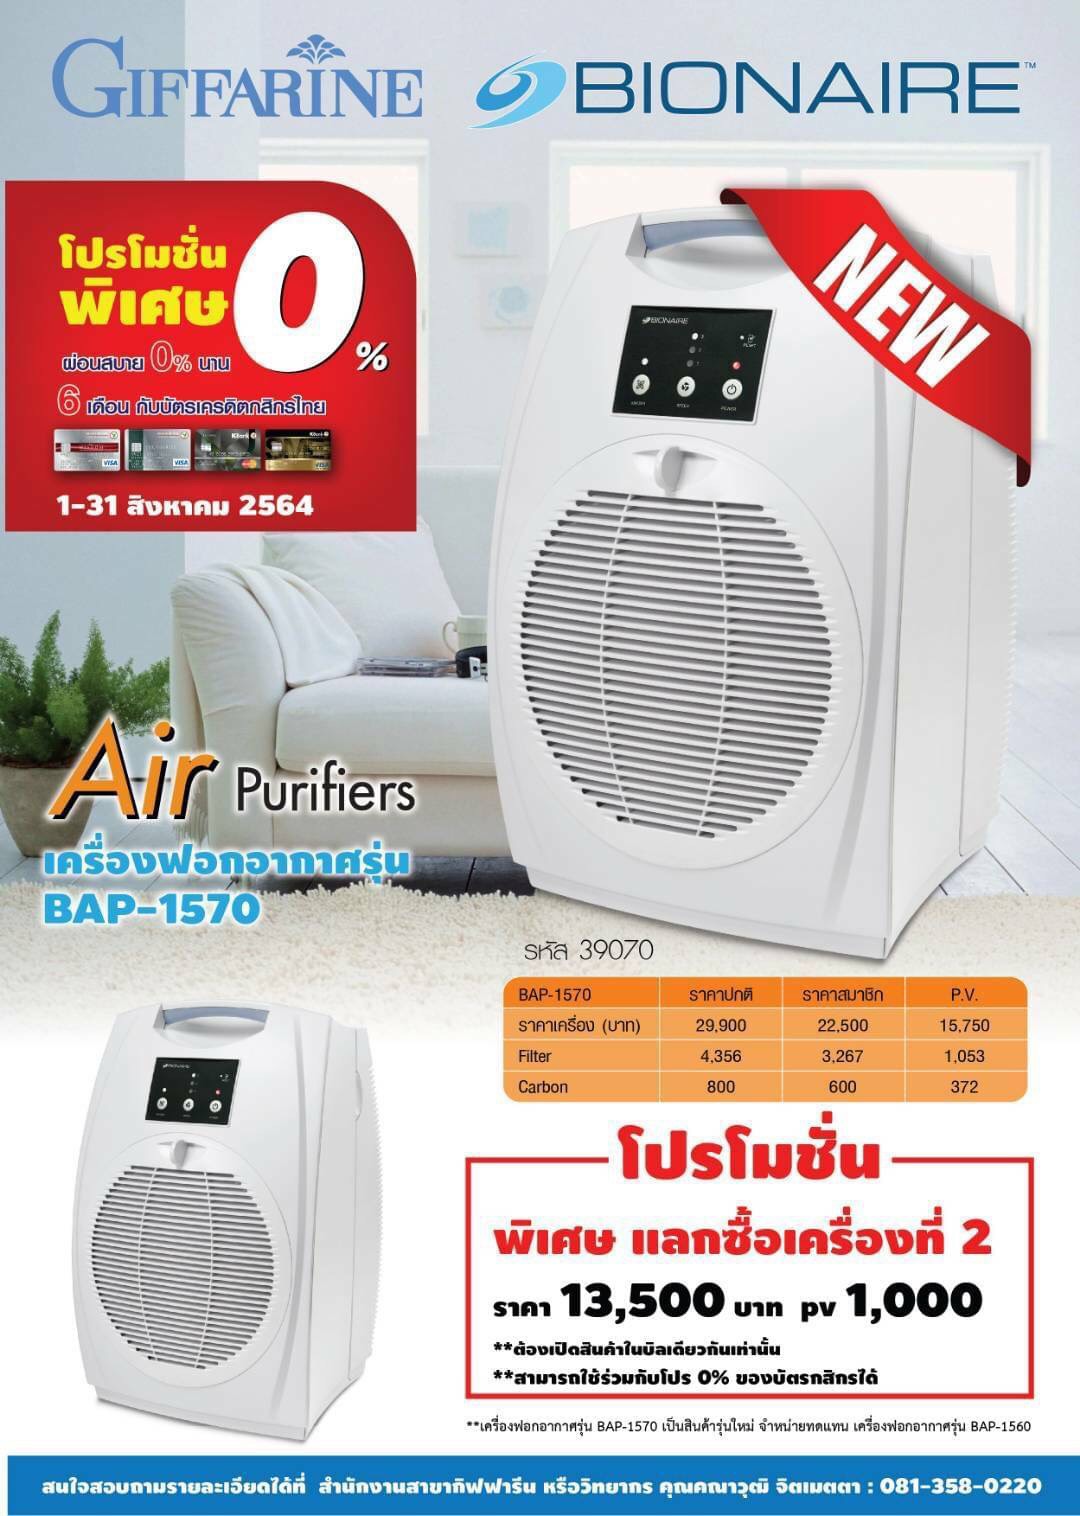 GIFFARINE
BIONAIRE™
โปรโมชั่น
พิเศษ 0%
ผ่อนสบาย 0% นาน
6 เดือน กับบัตรเครดิตกสิกรไทย
1-31 สิงหาคม 2564
NEW
BIONAIRE
POWER
Air Purifiers
เครื่องฟอกอากาศรุ่น
BAP-1570
รหัส 39070
BAP-1570 ราคาปกติ ราคาสมาชิก P.V.
ราคาเครื่อง (บาท) 29,900 22,500 15,750
Filter 4,356 3,267 1,053
Carbon 800 600 372
BIONAIRE
โปรโมชั่น
พิเศษ แลกซื้อเครื่องที่ 2
ราคา 13,500 บาท pv 1,000
**ต้องเปิดสินค้าในบิลเดียวกันเท่านั้น
**สามารถใช้ร่วมกับโปร 0% ของบัตรกสิกรได้
**เครื่องฟอกอากาศรุ่น BAP-1570 เป็นสินค้ารุ่นใหม่ จำหน่ายทดแทน เครื่องฟอกอากาศรุ่น BAP-1560
สนใจสอบถามรายละเอียดได้ที่ สำนักงานสาขากิฟฟารีน หรือวิทยากร คุณคณาวุฒิ จิตเมตตา : 081-358-0220